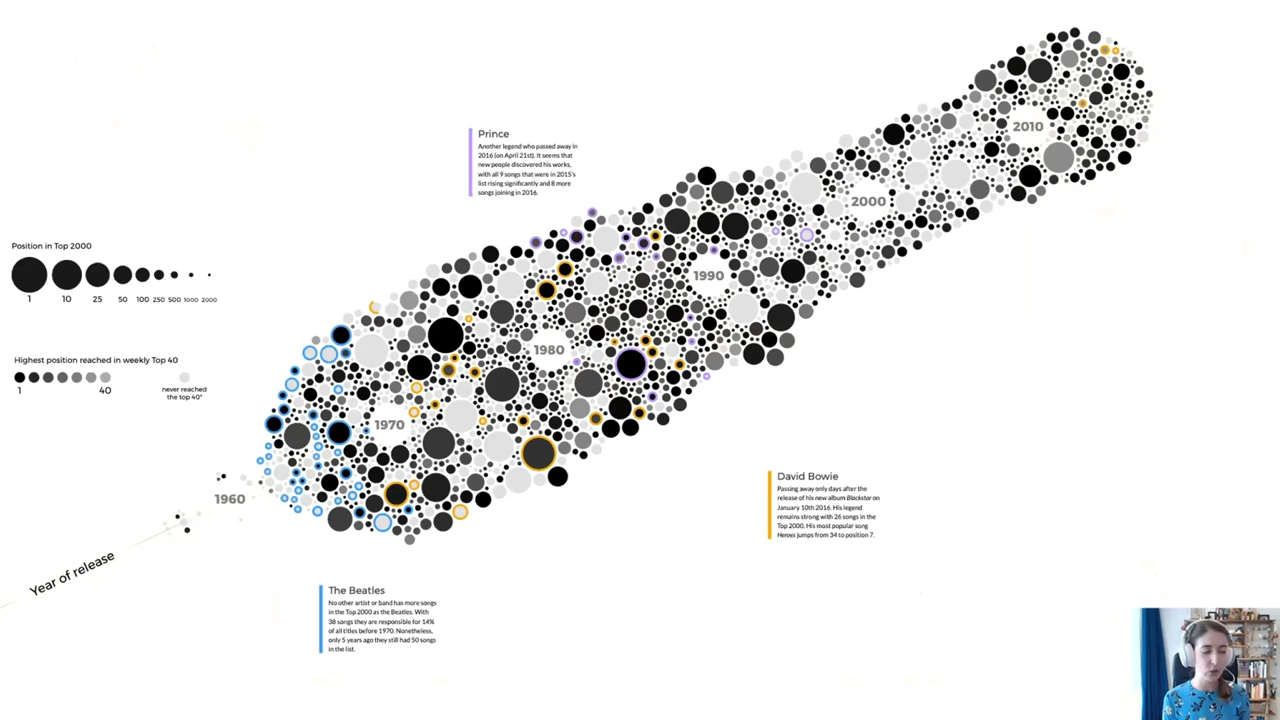 Prince
Another legend who passed away in
2016 (on April 21st). It seems that
new people discovered his works,
with all 9 songs that were in 2015's
list rising significantly and 8 more
songs joining in 2016.
2010
2000
1990
1980
1970
1960
Year of release
Position in Top 2000
1 10 25 50 100 250 500 1000 2000
Highest position reached in weekly Top 40
1 40 never reached
the top 40"
David Bowie
Passing away only days after the
release of his new album Blackstar on
January 10th 2016. His legend
remains strong with 26 songs in the
Top 2000. His most popular song
Heroes jumps from 34 to position 7.
The Beatles
No other artist or band has more songs
in the Top 2000 as the Beatles. With
38 songs they are responsible for 14%
of all titles before 1970. Nonetheless,
only 5 years ago they still had 50 songs
in the list.